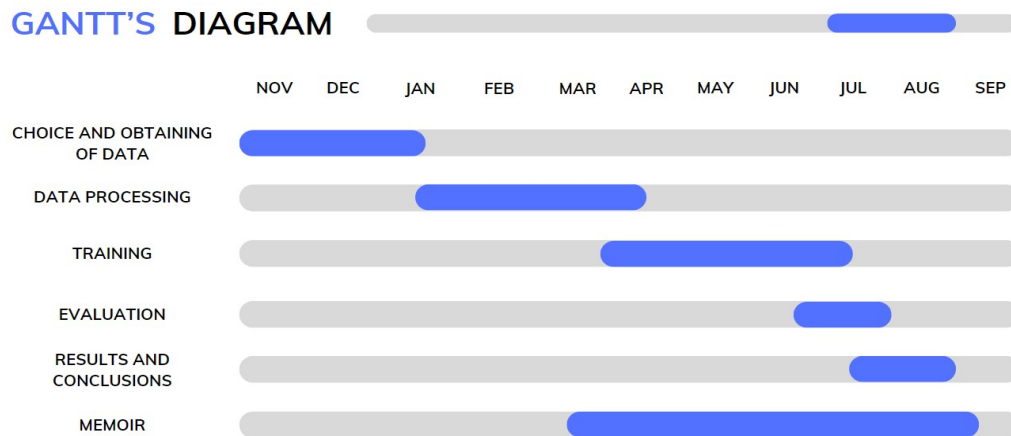 GANTT'S DIAGRAM
NOV DEC JAN FEB MAR APR MAY JUN JUL AUG SEP
CHOICE AND OBTAINING
OF DATA
DATA PROCESSING
TRAINING
EVALUATION
RESULTS AND
CONCLUSIONS
MEMOIR